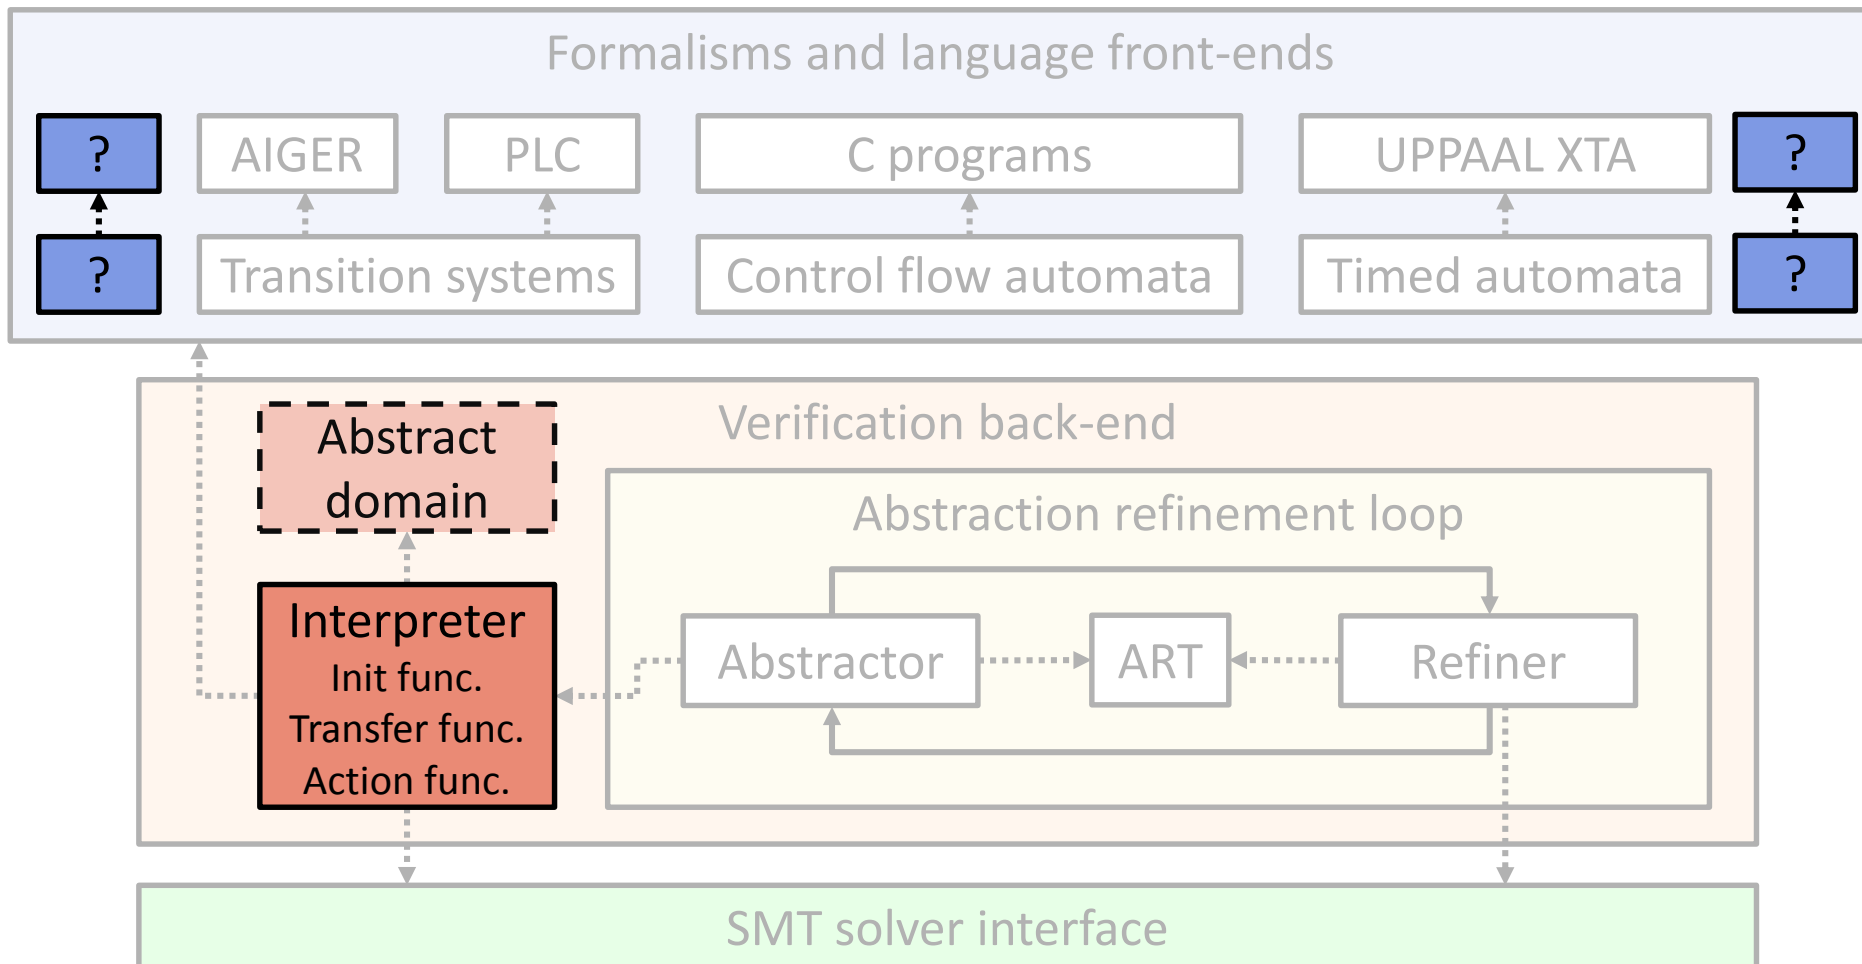 Formalisms and language front-ends
?
AIGER
PLC
C programs
UPPAAL XTA
?
?
Transition systems
Control flow automata
Timed automata
?
Verification back-end
Abstract
domain
Abstraction refinement loop
Interpreter
Init func.
Transfer func.
Action func.
Abstractor
ART
Refiner
SMT solver interface